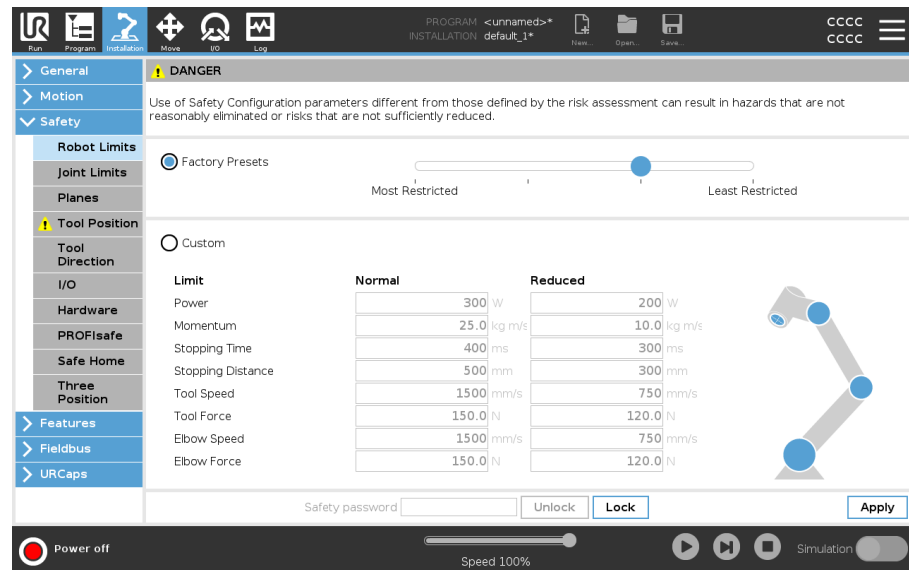 UR
PROGRAM <unnamed>*
INSTALLATION default_1*
CCCC
CCCC
Run Program Installation Move I/O Log New... Open... Save...
General
Motion
Safety
Robot Limits
Joint Limits
Planes
Tool Position
Tool
Direction
I/O
Hardware
PROFIsafe
Safe Home
Three
Position
Features
Fieldbus
URCaps
DANGER
Use of Safety Configuration parameters different from those defined by the risk assessment can result in hazards that are not
reasonably eliminated or risks that are not sufficiently reduced.
Factory Presets
Most Restricted Least Restricted
Custom
Limit Normal Reduced
Power 300 W 200 W
Momentum 25.0 kg m/s 10.0 kg m/s
Stopping Time 400 ms 300 ms
Stopping Distance 500 mm 300 mm
Tool Speed 1500 mm/s 750 mm/s
Tool Force 150.0 N 120.0 N
Elbow Speed 1500 mm/s 750 mm/s
Elbow Force 150.0 N 120.0 N
Safety password Unlock Lock Apply
Power off Speed 100% Simulation